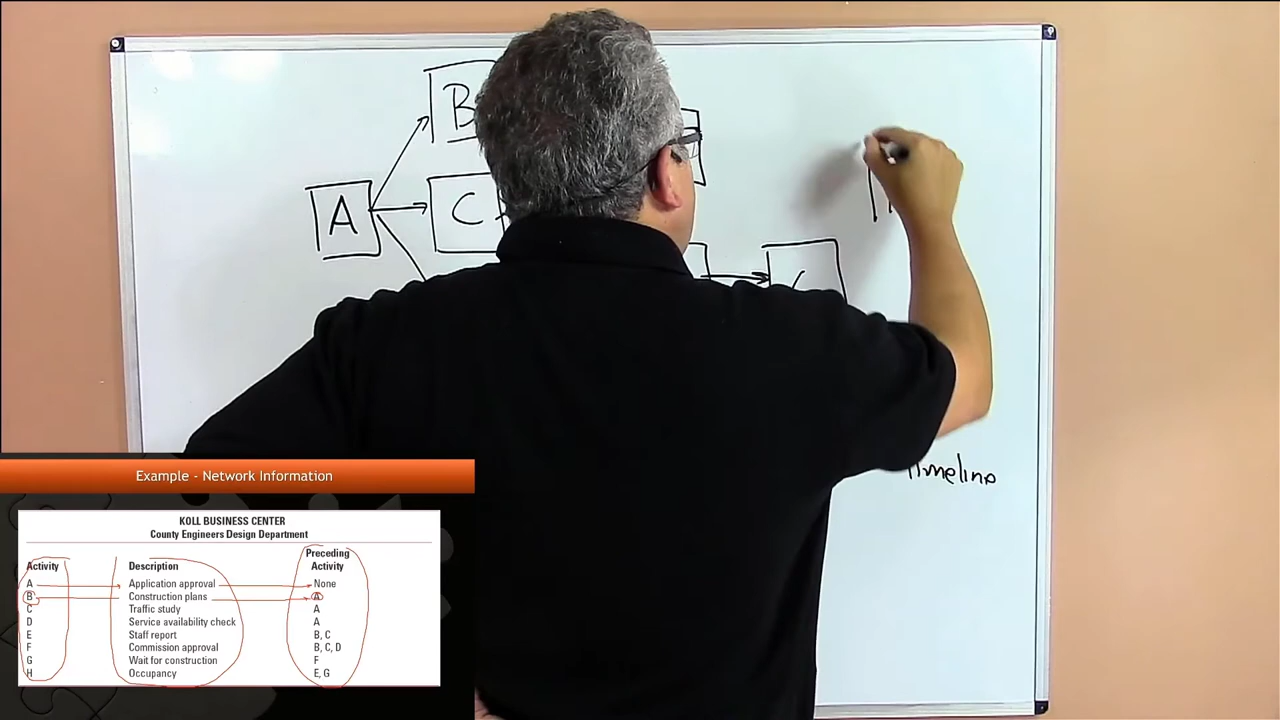 B
A
C
Timeline
Example - Network Information
KOLL BUSINESS CENTER
County Engineers Design Department
Activity Description Preceding Activity
A Application approval None
B Construction plans A
C Traffic study A
D Service availability check A
E Staff report B, C
F Commission approval B, C, D
G Wait for construction F
H Occupancy E, G